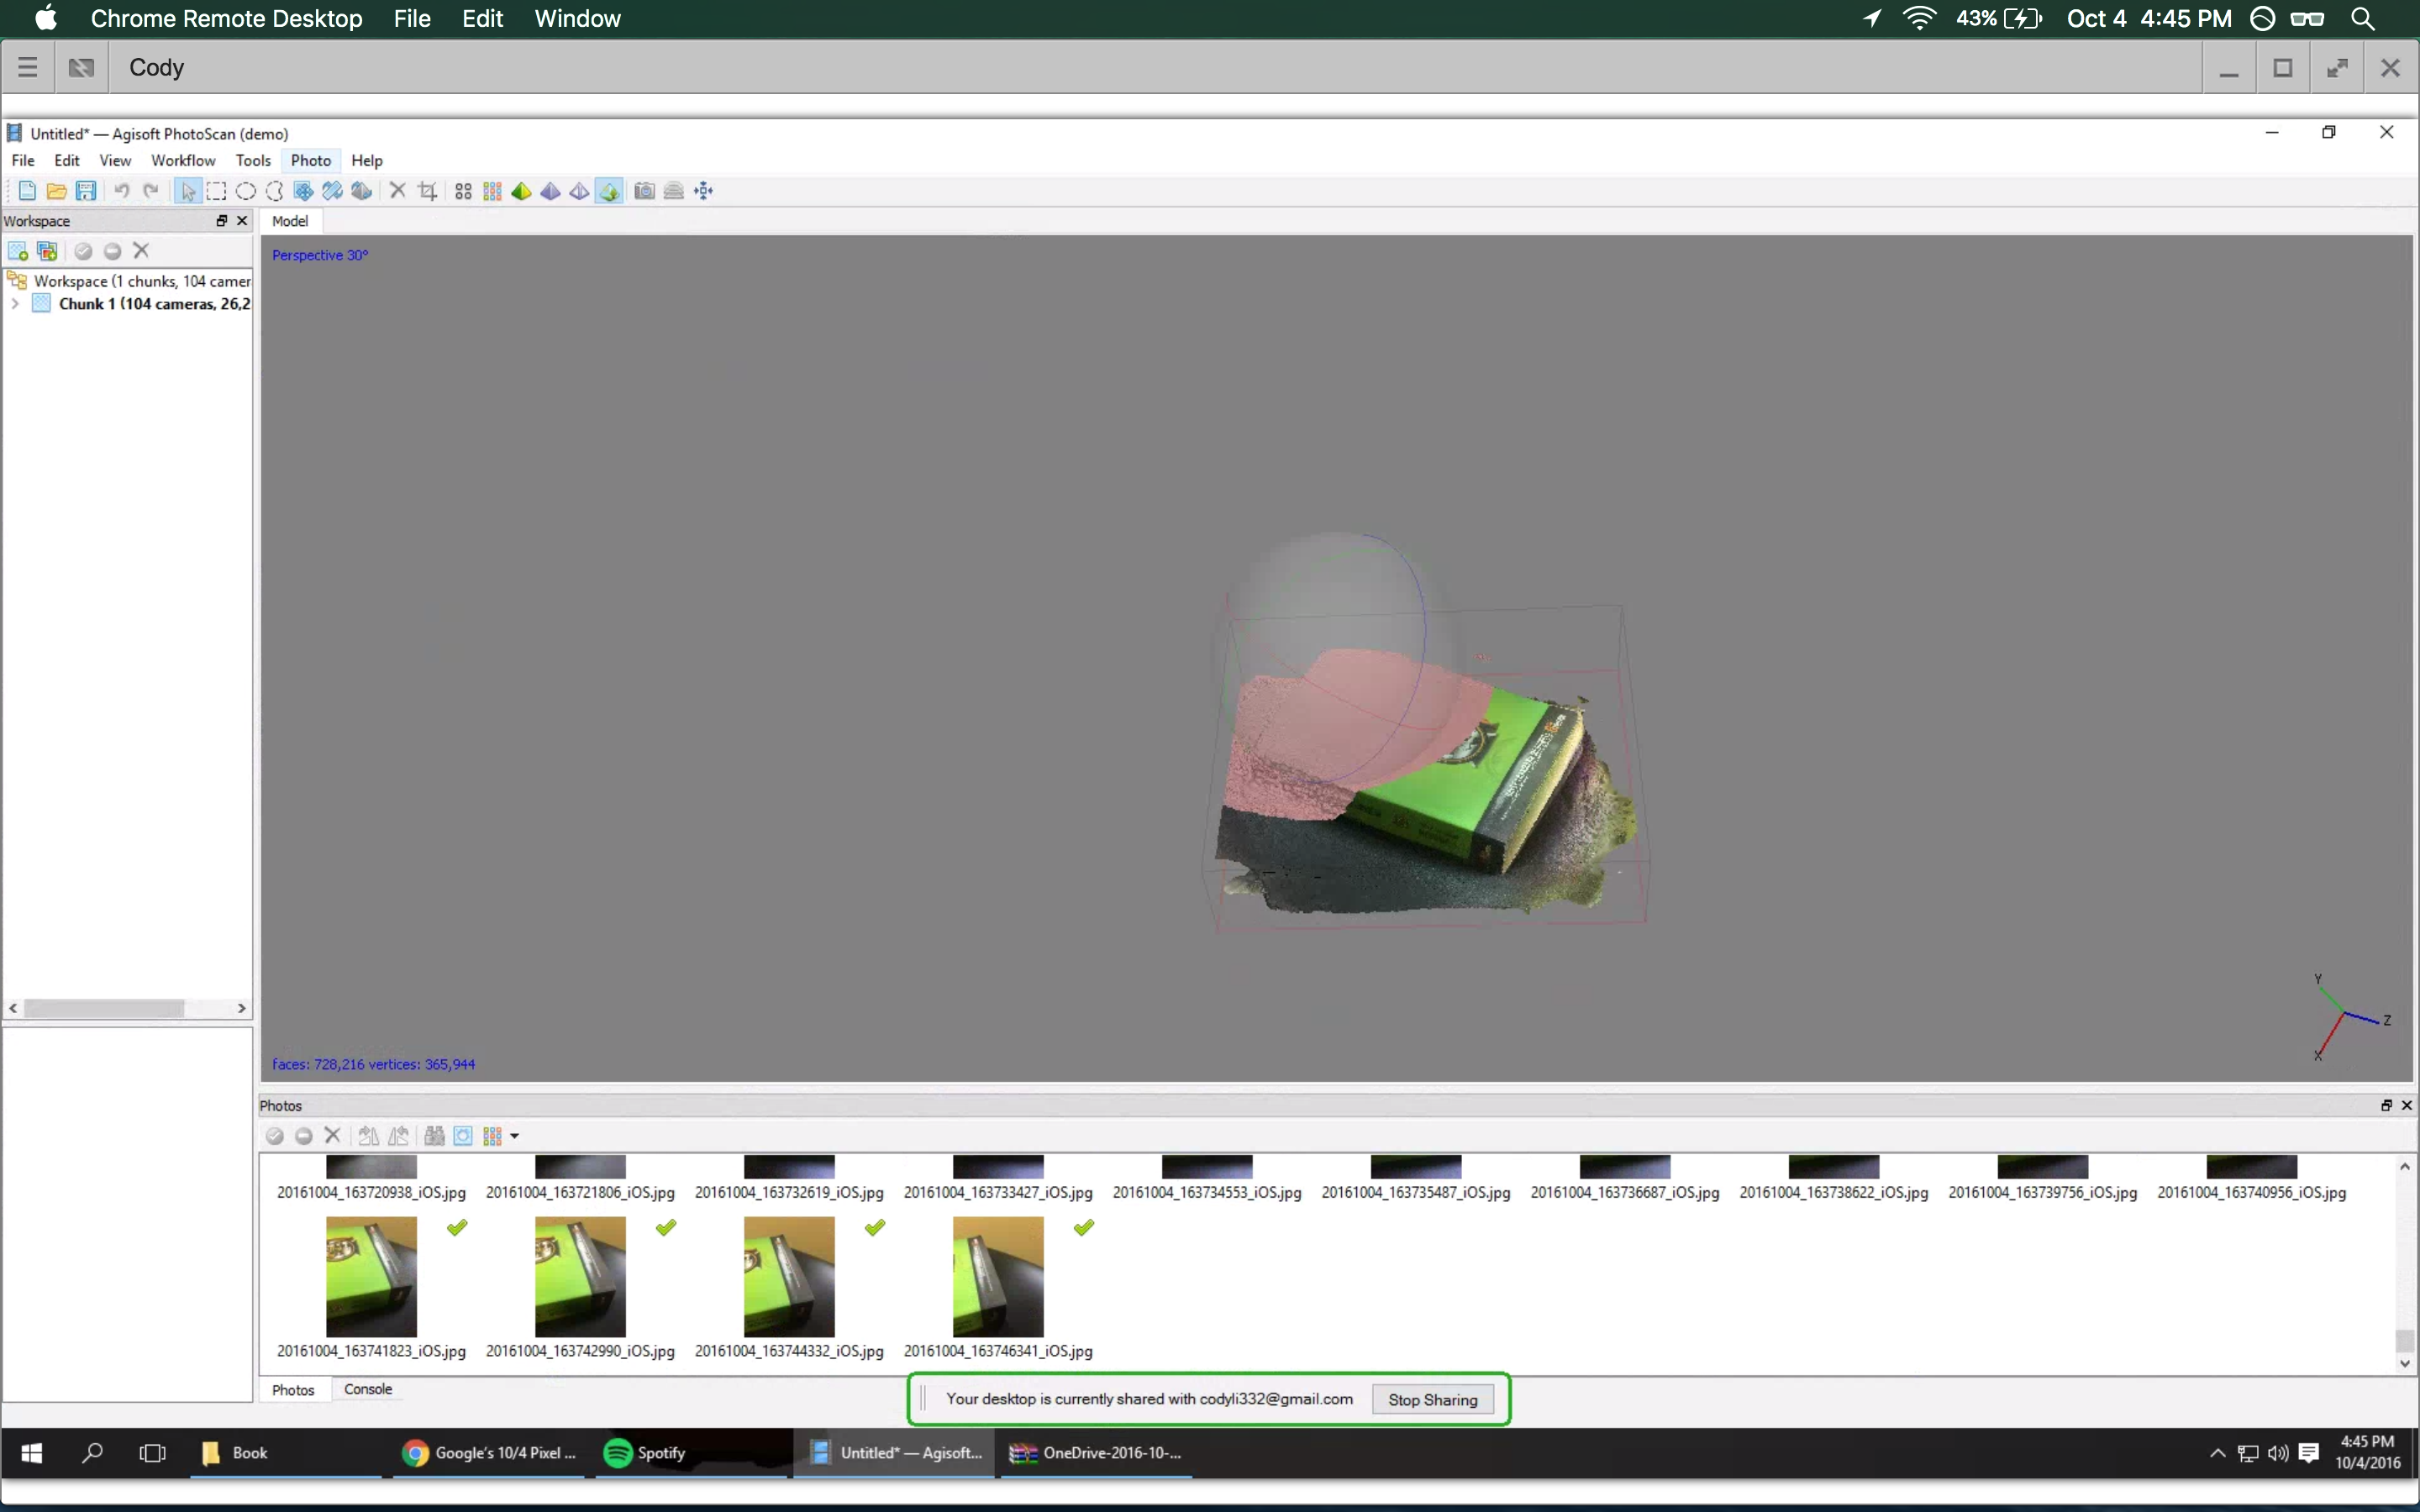 Chrome Remote Desktop File Edit Window 43% Oct 4 4:45 PM
Cody
Untitled* — Agisoft PhotoScan (demo)
File Edit View Workflow Tools Photo Help
Workspace
Model
Perspective 30°
Workspace (1 chunks, 104 camer
Chunk 1 (104 cameras, 26,2
Y
Z
X
faces: 728,216 vertices: 365,944
Photos
20161004_163720938_iOS.jpg 20161004_163721806_iOS.jpg 20161004_163732619_iOS.jpg 20161004_163733427_iOS.jpg 20161004_163734553_iOS.jpg 20161004_163735487_iOS.jpg 20161004_163736687_iOS.jpg 20161004_163738622_iOS.jpg 20161004_163739756_iOS.jpg 20161004_163740956_iOS.jpg
20161004_163741823_iOS.jpg 20161004_163742990_iOS.jpg 20161004_163744332_iOS.jpg 20161004_163746341_iOS.jpg
Photos Console
Your desktop is currently shared with codyli332@gmail.com Stop Sharing
Book Google's 10/4 Pixel ... Spotify Untitled* — Agisoft... OneDrive-2016-10-...
4:45 PM
10/4/2016